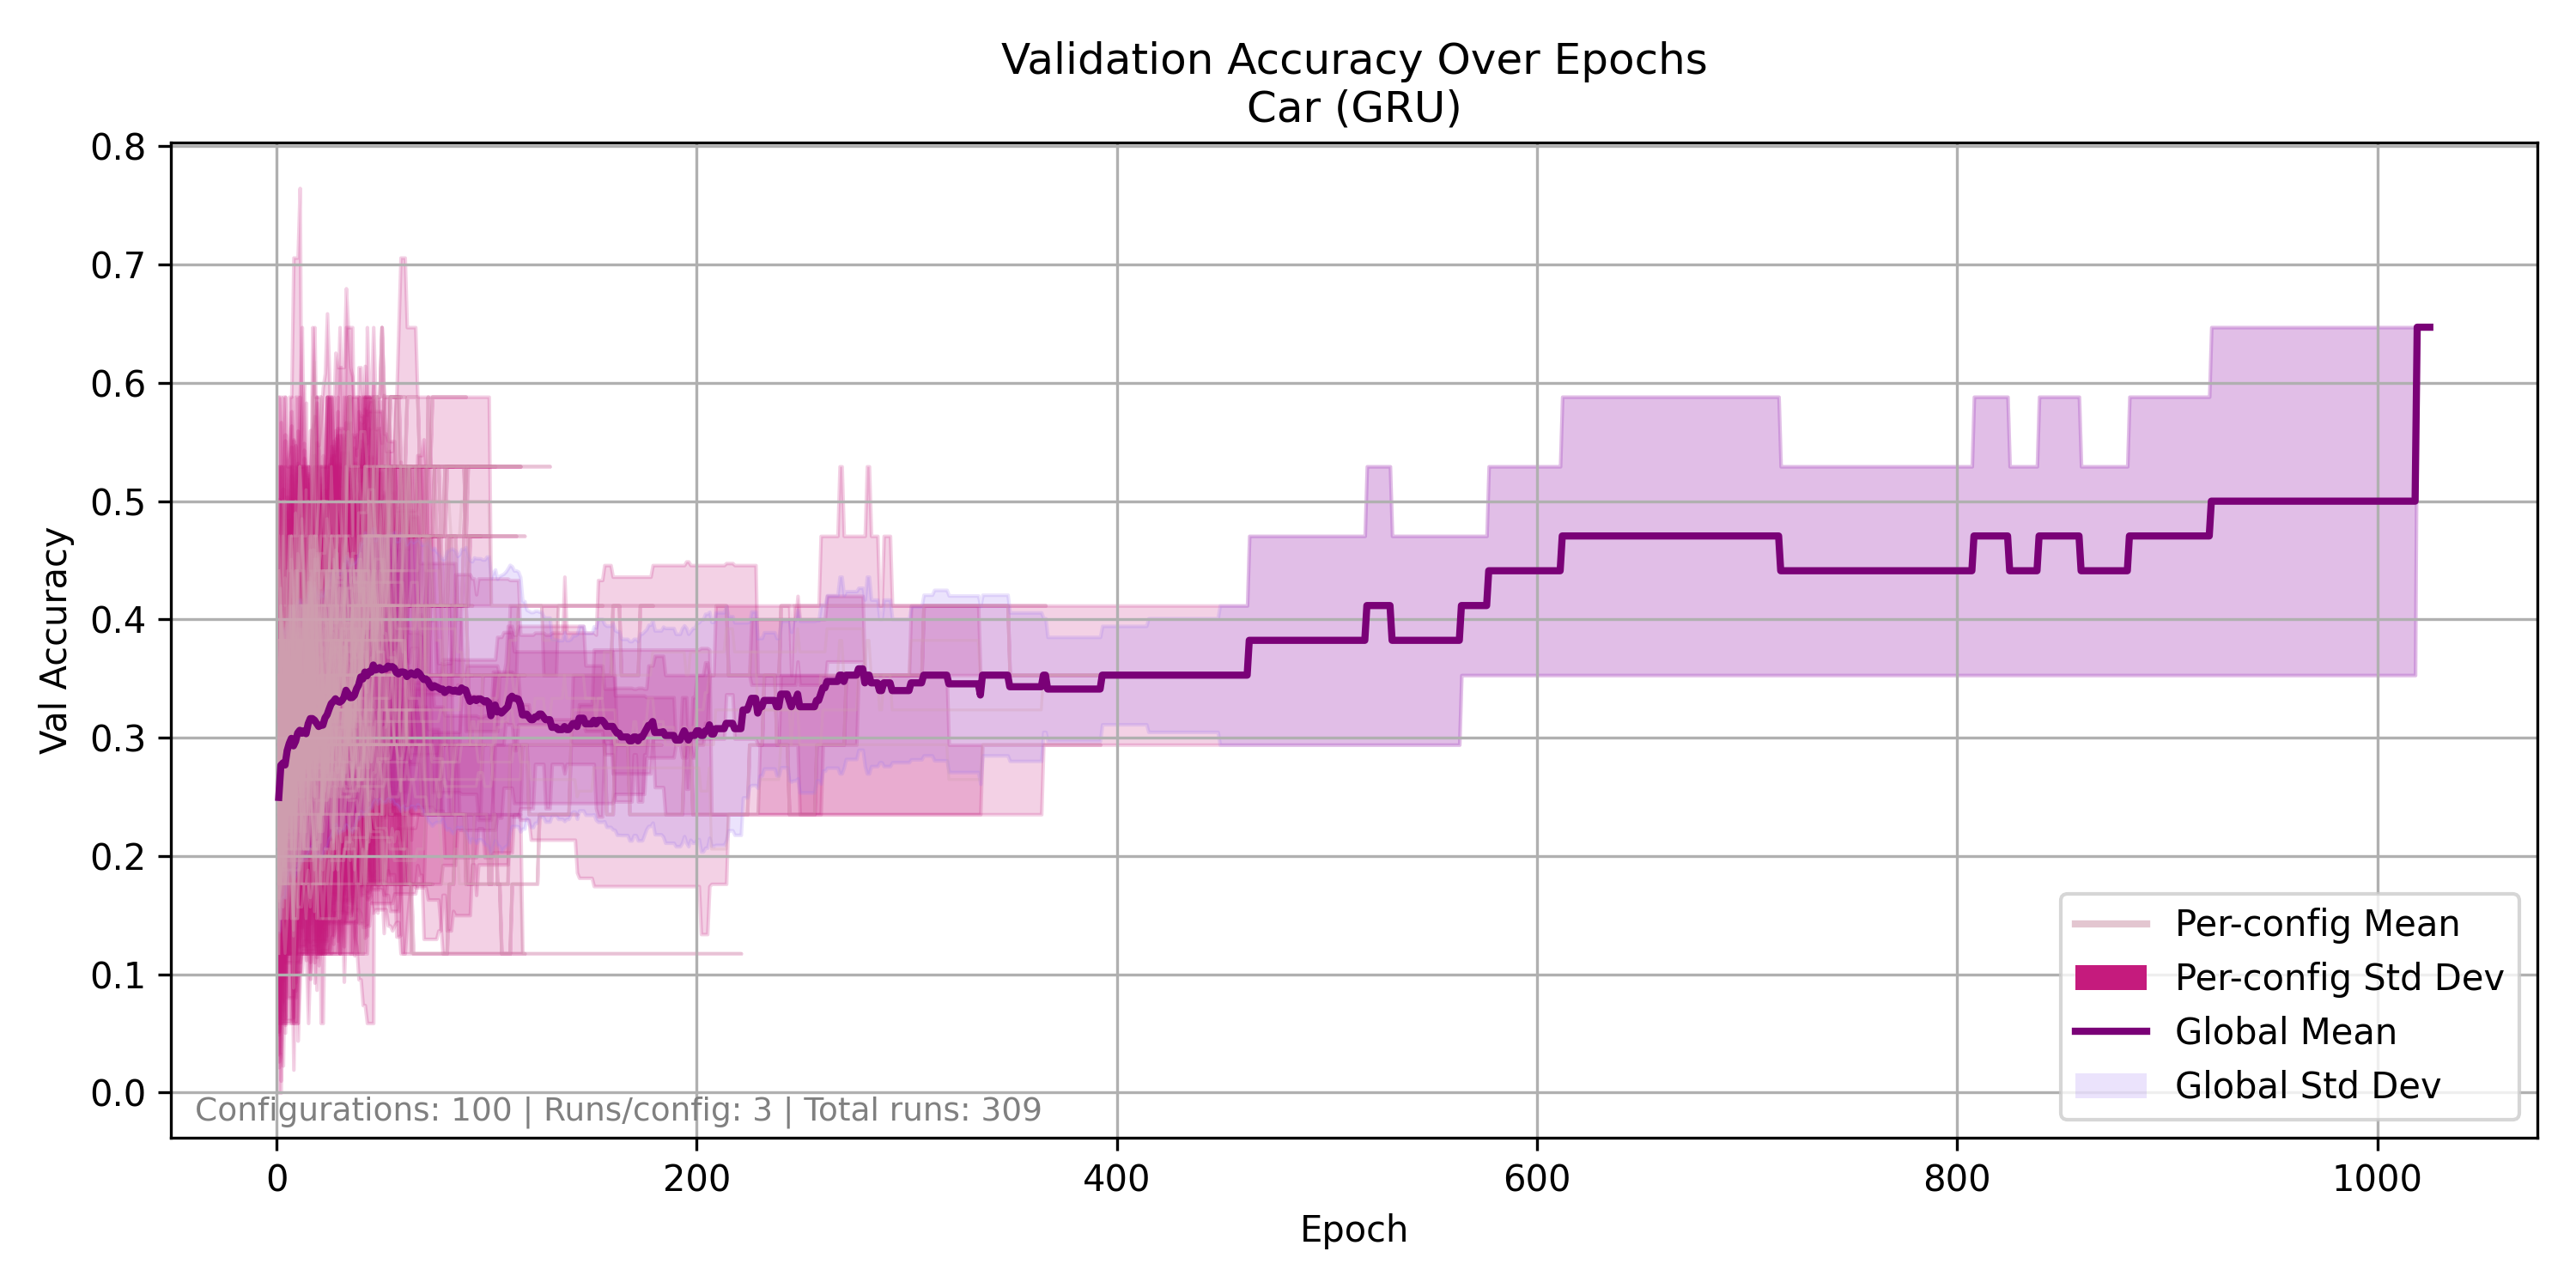 Validation Accuracy Over Epochs
Car (GRU)
Val Accuracy
0.8
0.7
0.6
0.5
0.4
0.3
0.2
0.1
0.0
Configurations: 100 | Runs/config: 3 | Total runs: 309
Per-config Mean
Per-config Std Dev
Global Mean
Global Std Dev
0 200 400 600 800 1000
Epoch